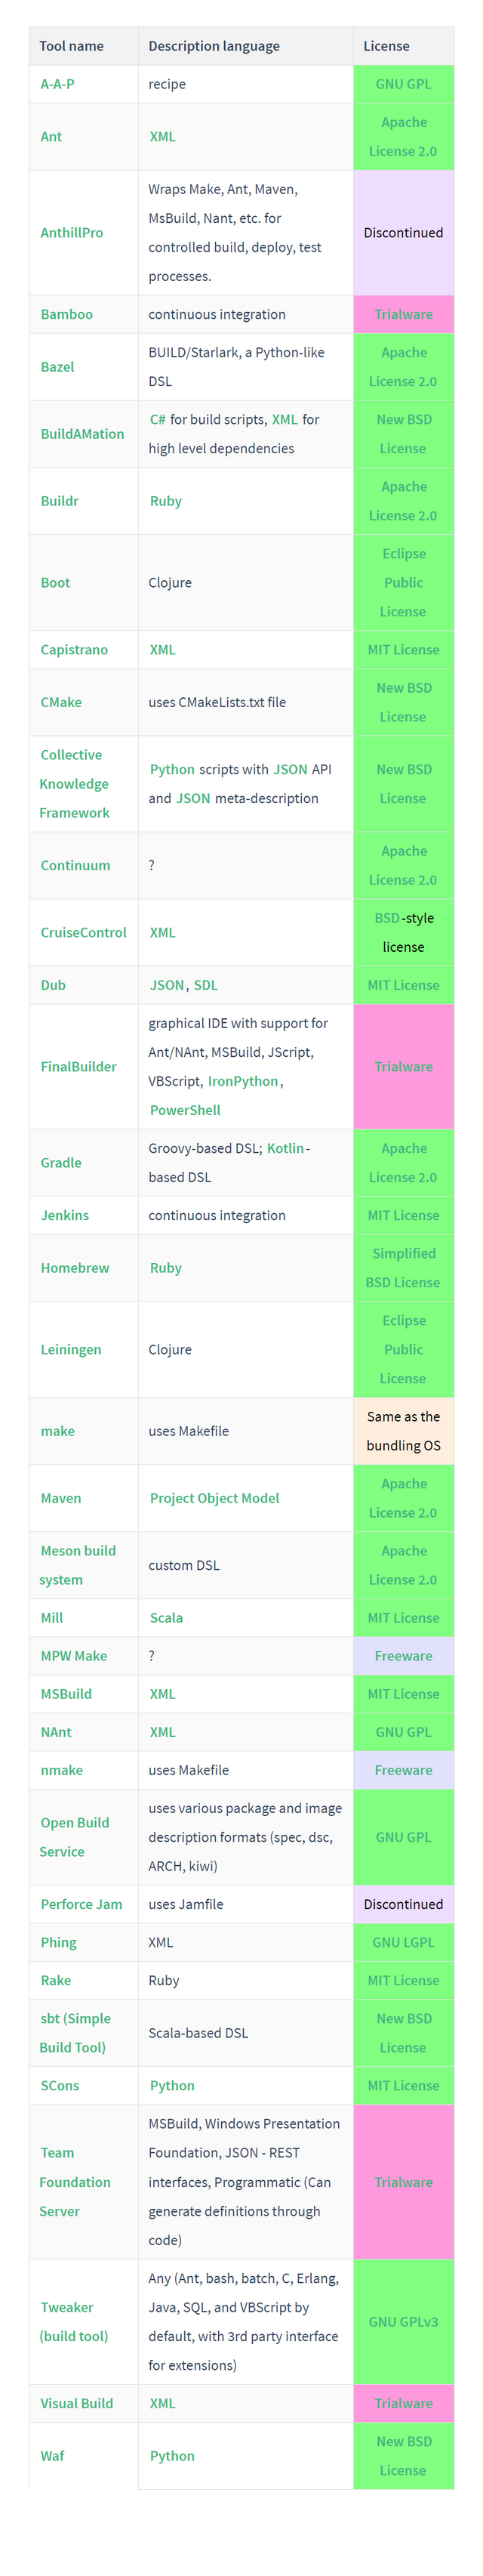 Tool name Description language License
A-A-P recipe GNU GPL
Ant XML Apache
License 2.0
AnthillPro Wraps Make, Ant, Maven,
MsBuild, Nant, etc. for
controlled build, deploy, test
processes. Discontinued
Bamboo continuous integration Trialware
Bazel BUILD/Starlark, a Python-like
DSL Apache
License 2.0
BuildAMation C# for build scripts, XML for
high level dependencies New BSD
License
Buildr Ruby Apache
License 2.0
Boot Clojure Eclipse
Public
License
Capistrano XML MIT License
CMake uses CMakeLists.txt file New BSD
License
Collective
Knowledge
Framework Python scripts with JSON API
and JSON meta-description New BSD
License
Continuum ? Apache
License 2.0
CruiseControl XML BSD-style
license
Dub JSON, SDL MIT License
FinalBuilder graphical IDE with support for
Ant/NAnt, MSBuild, JScript,
VBScript, IronPython,
PowerShell Trialware
Gradle Groovy-based DSL; Kotlin-
based DSL Apache
License 2.0
Jenkins continuous integration MIT License
Homebrew Ruby Simplified
BSD License
Leiningen Clojure Eclipse
Public
License
make uses Makefile Same as the
bundling OS
Maven Project Object Model Apache
License 2.0
Meson build
system custom DSL Apache
License 2.0
Mill Scala MIT License
MPW Make ? Freeware
MSBuild XML MIT License
NAnt XML GNU GPL
nmake uses Makefile Freeware
Open Build
Service uses various package and image
description formats (spec, dsc,
ARCH, kiwi) GNU GPL
Perforce Jam uses Jamfile Discontinued
Phing XML GNU LGPL
Rake Ruby MIT License
sbt (Simple
Build Tool) Scala-based DSL New BSD
License
SCons Python MIT License
Team
Foundation
Server MSBuild, Windows Presentation
Foundation, JSON - REST
interfaces, Programmatic (Can
generate definitions through
code) Trialware
Tweaker
(build tool) Any (Ant, bash, batch, C, Erlang,
Java, SQL, and VBScript by
default, with 3rd party interface
for extensions) GNU GPLv3
Visual Build XML Trialware
Waf Python New BSD
License